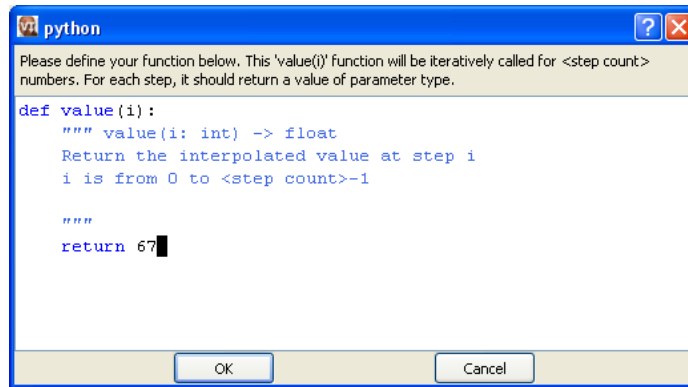 python
Please define your function below. This 'value(i)' function will be iteratively called for <step count>
numbers. For each step, it should return a value of parameter type.
def value(i):
    """ value(i: int) -> float
    Return the interpolated value at step i
    i is from 0 to <step count>-1
    """
    return 67
OK Cancel